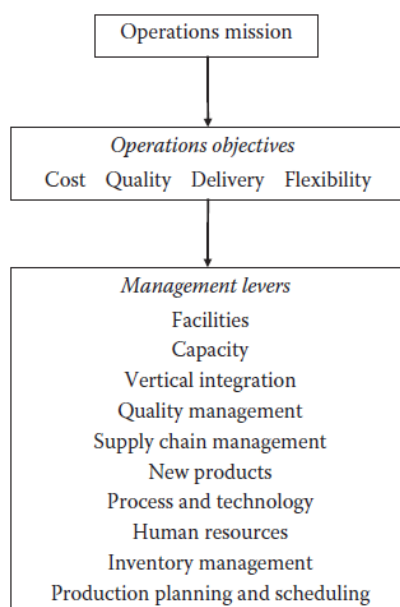 Operations mission
Operations objectives
Cost Quality Delivery Flexibility
Management levers
Facilities
Capacity
Vertical integration
Quality management
Supply chain management
New products
Process and technology
Human resources
Inventory management
Production planning and scheduling